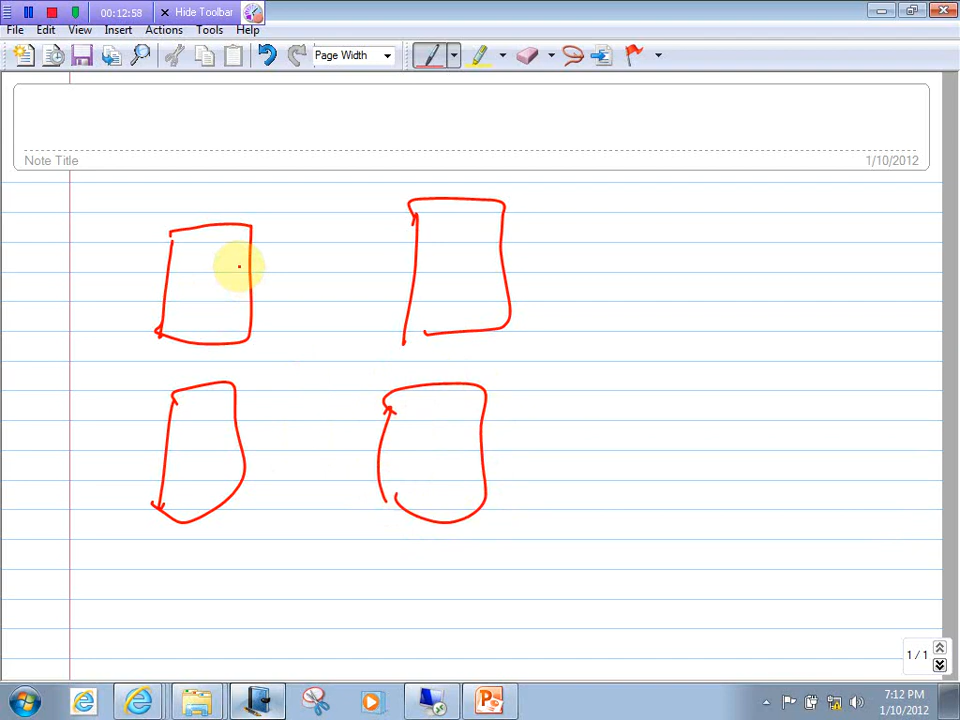 00:12:58 Hide Toolbar
File Edit View Insert Actions Tools Help
Page Width
Note Title 1/10/2012
1 / 1
7:12 PM
1/10/2012